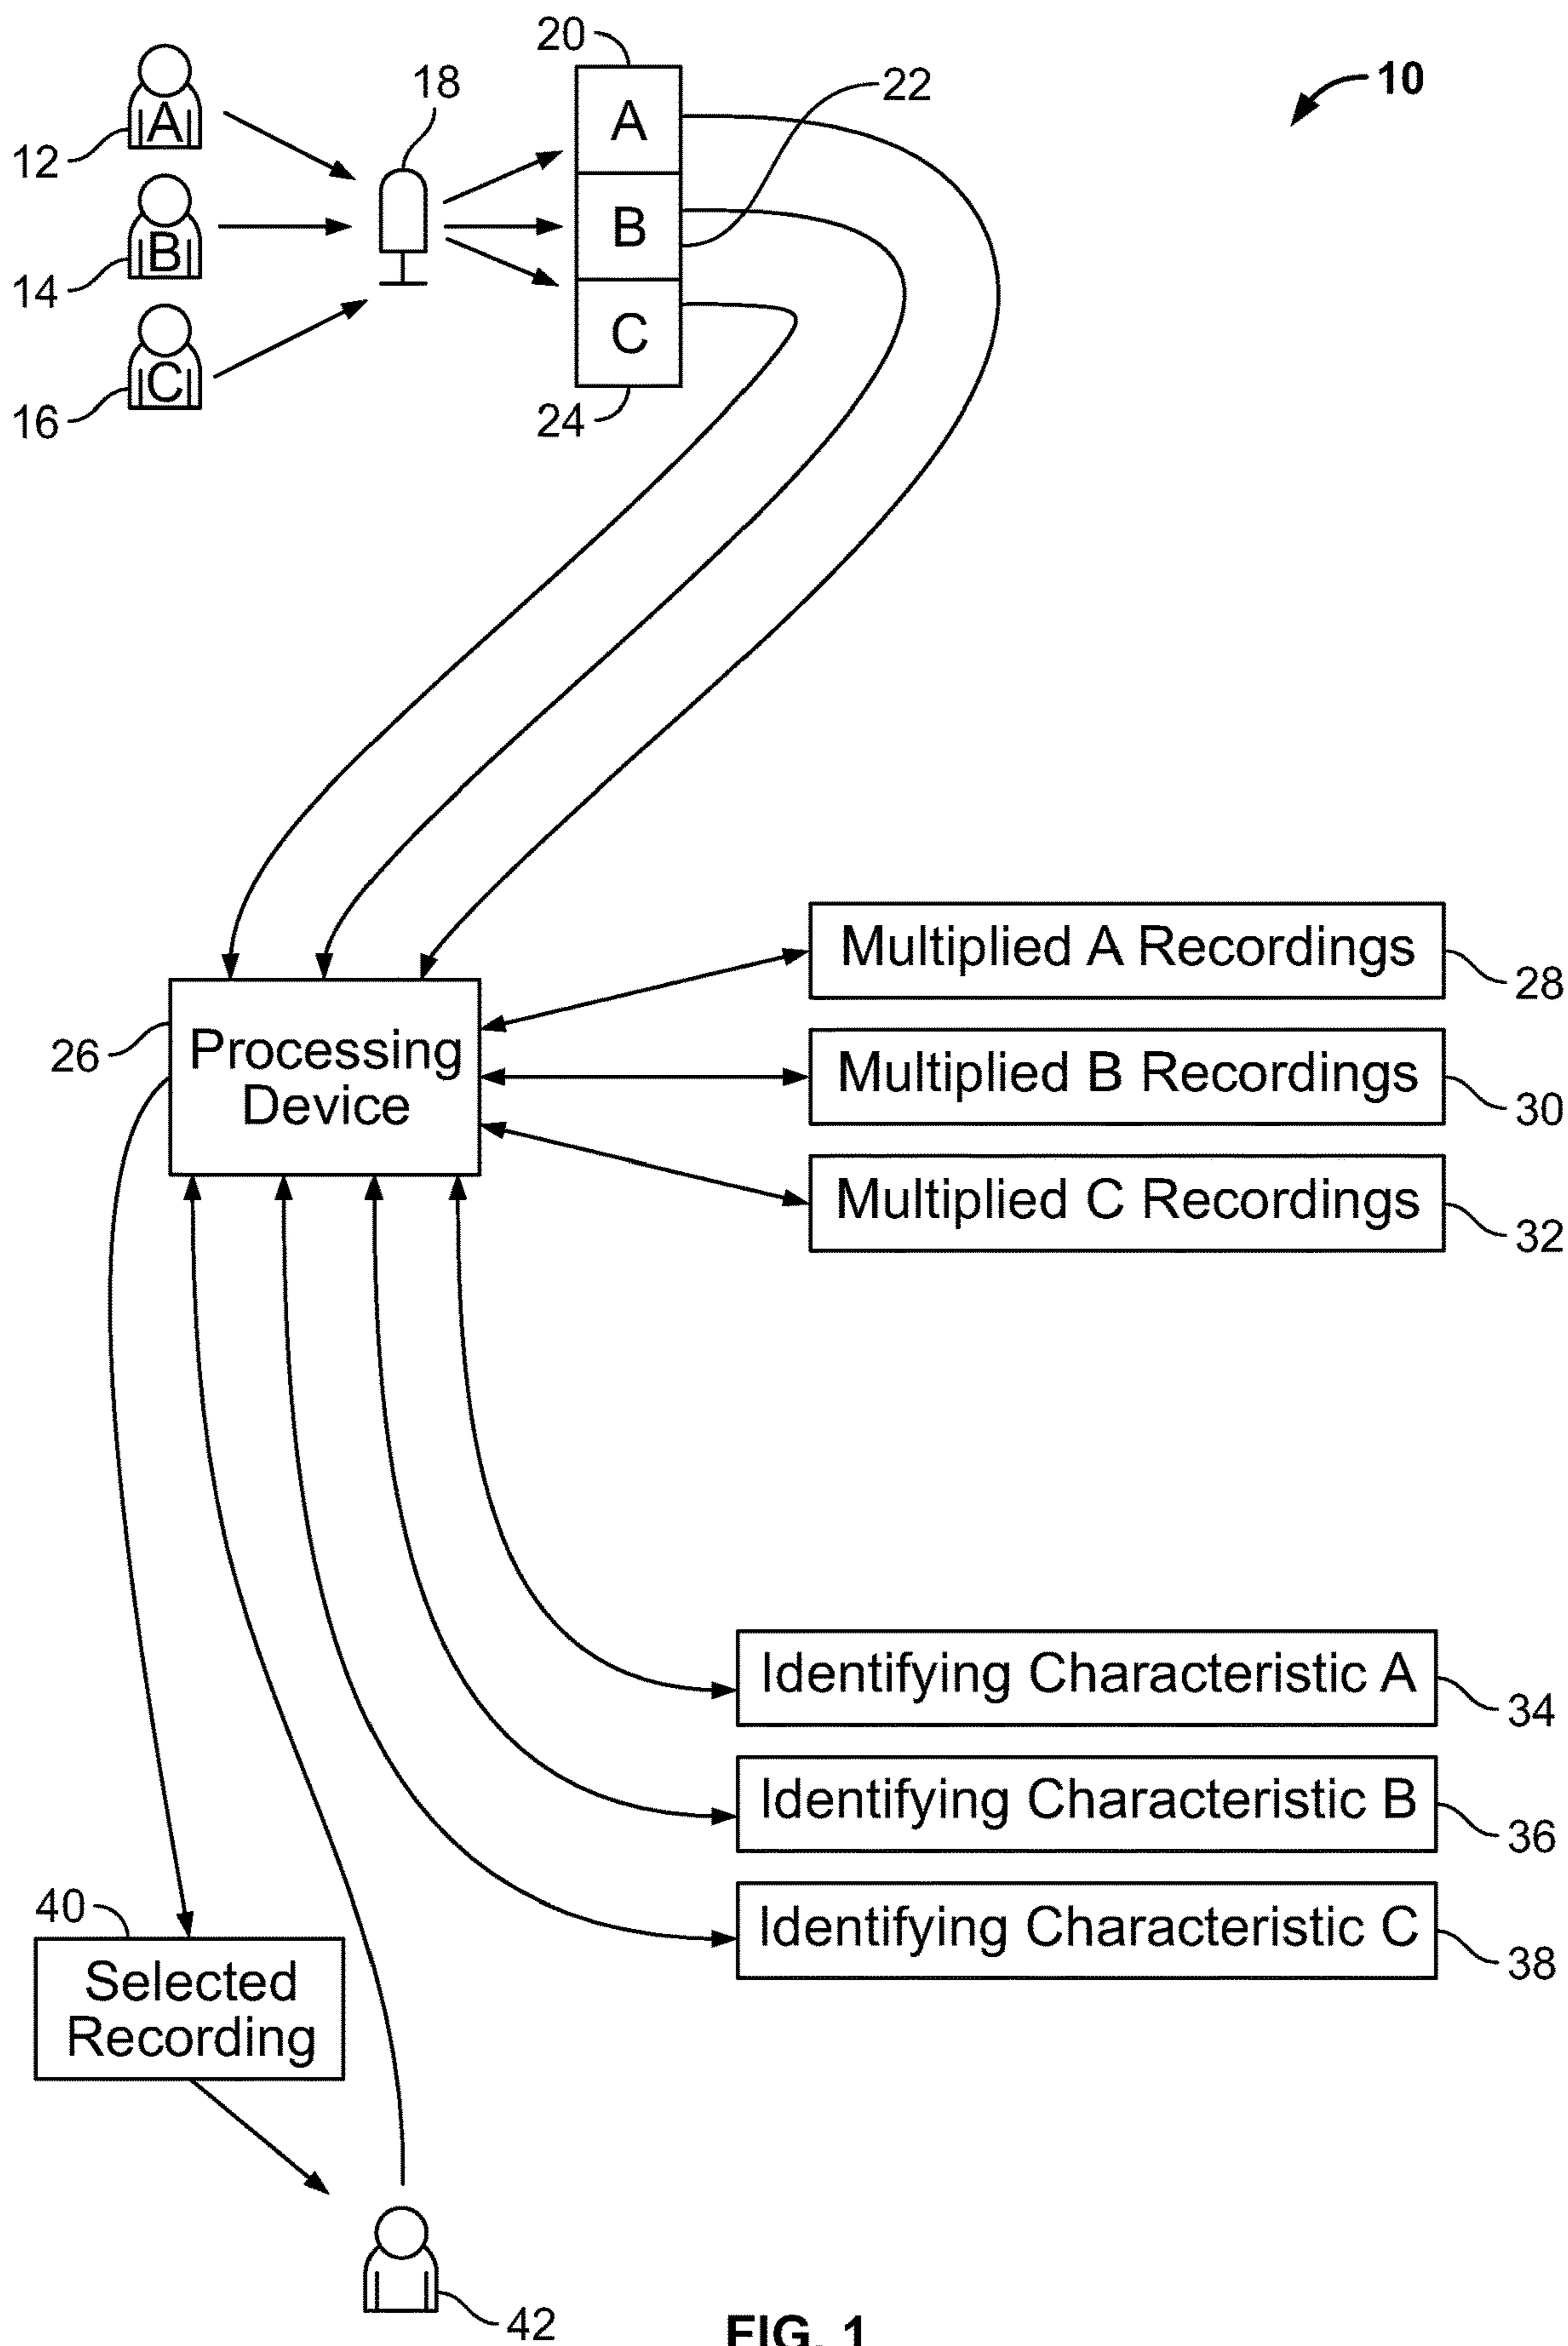 20
18
22
10
A
A
12
B
B
14
C
C
16
24
Multiplied A Recordings
28
26
Processing
Device
Multiplied B Recordings
30
Multiplied C Recordings
32
Identifying Characteristic A
34
Identifying Characteristic B
36
40
Identifying Characteristic C
38
Selected
Recording
42
FIG. 1